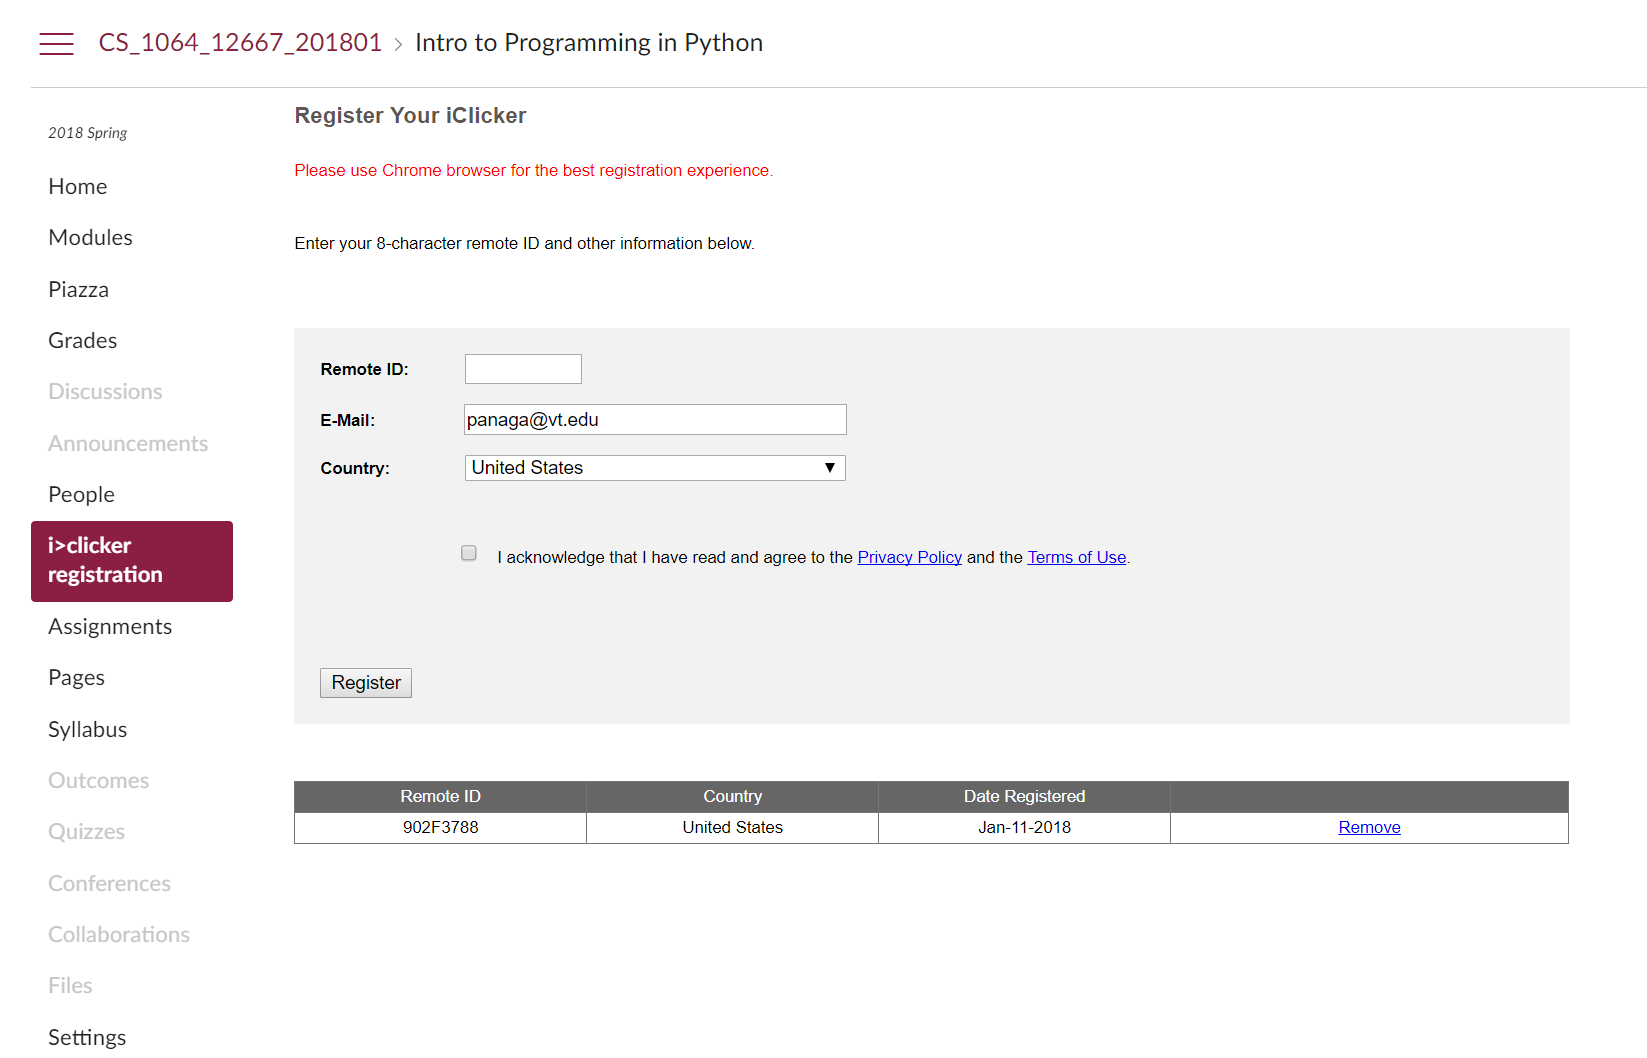 CS_1064_12667_201801 > Intro to Programming in Python
2018 Spring
Home
Modules
Piazza
Grades
Discussions
Announcements
People
i>clicker
registration
Assignments
Pages
Syllabus
Outcomes
Quizzes
Conferences
Collaborations
Files
Settings
Register Your iClicker
Please use Chrome browser for the best registration experience.
Enter your 8-character remote ID and other information below.
Remote ID:
E-Mail: panaga@vt.edu
Country: United States
I acknowledge that I have read and agree to the Privacy Policy and the Terms of Use.
Register
Remote ID Country Date Registered
902F3788 United States Jan-11-2018 Remove